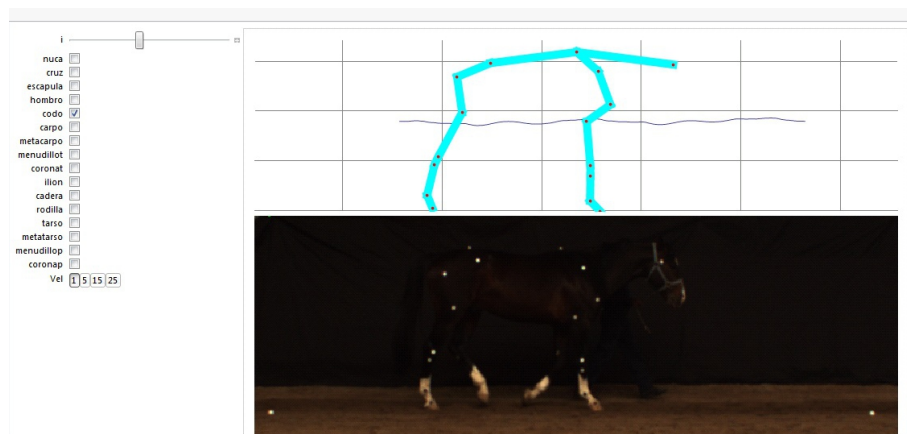 i
nuca
cruz
escapula
hombro
codo
carpo
metacarpo
menudillot
coronat
ilion
cadera
rodilla
tarso
metatarso
menudillop
coronap
Vel 1 5 15 25